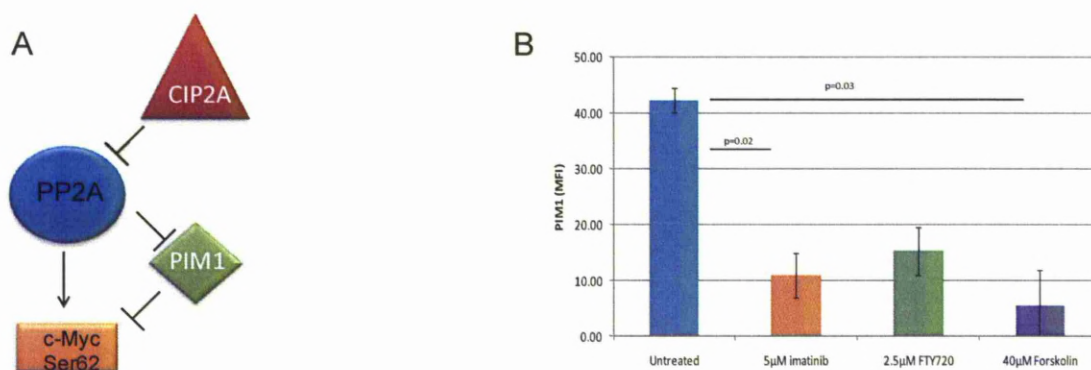 A
CIP2A
PP2A
PIM1
c-Myc
Ser62
B
50.00
40.00
30.00
20.00
10.00
0.00
PIM1 (MFI)
p=0.03
p=0.02
Untreated
5µM imatinib
2.5µM FTY720
40µM Forskolin